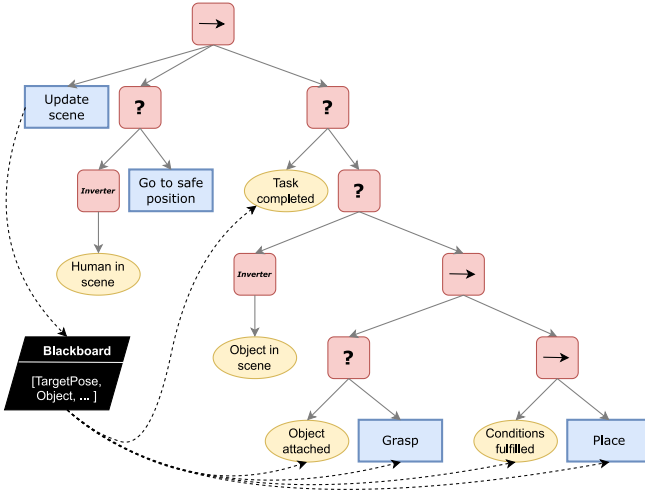 Update
scene
?
?
Inverter
Go to safe
position
Task
completed
?
Human in
scene
Inverter
Object in
scene
Blackboard
[TargetPose,
Object, ... ]
?
Object
attached
Grasp
Conditions
fulfilled
Place